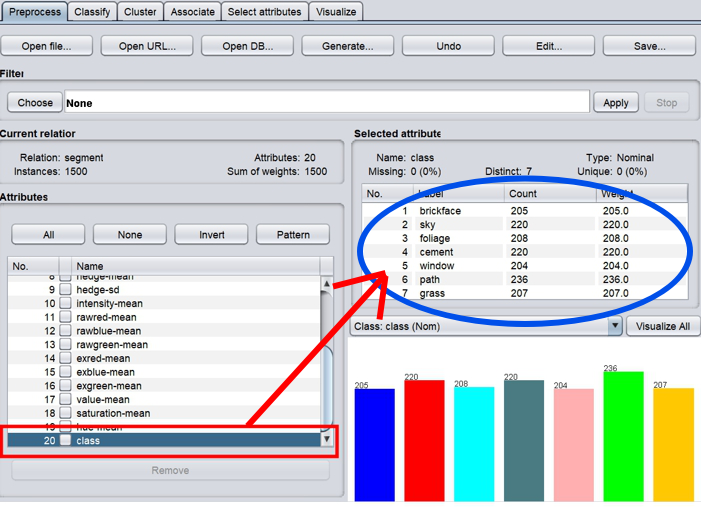 Preprocess Classify Cluster Associate Select attributes Visualize
Open file... Open URL... Open DB... Generate... Undo Edit... Save...
Filter
Choose None Apply Stop
Current relation
Relation: segment Attributes: 20
Instances: 1500 Sum of weights: 1500
Selected attribute
Name: class Type: Nominal
Missing: 0 (0%) Distinct: 7 Unique: 0 (0%)
No. Label Count Weight
1 brickface 205 205.0
2 sky 220 220.0
3 foliage 208 208.0
4 cement 220 220.0
5 window 204 204.0
6 path 236 236.0
7 grass 207 207.0
Attributes
All None Invert Pattern
No. Name
8 hedge-mean
9 hedge-sd
10 intensity-mean
11 rawred-mean
12 rawblue-mean
13 rawgreen-mean
14 exred-mean
15 exblue-mean
16 exgreen-mean
17 value-mean
18 saturation-mean
19 hue-mean
20 class
Remove
Class: class (Nom) Visualize All
205 220 208 220 204 236 207